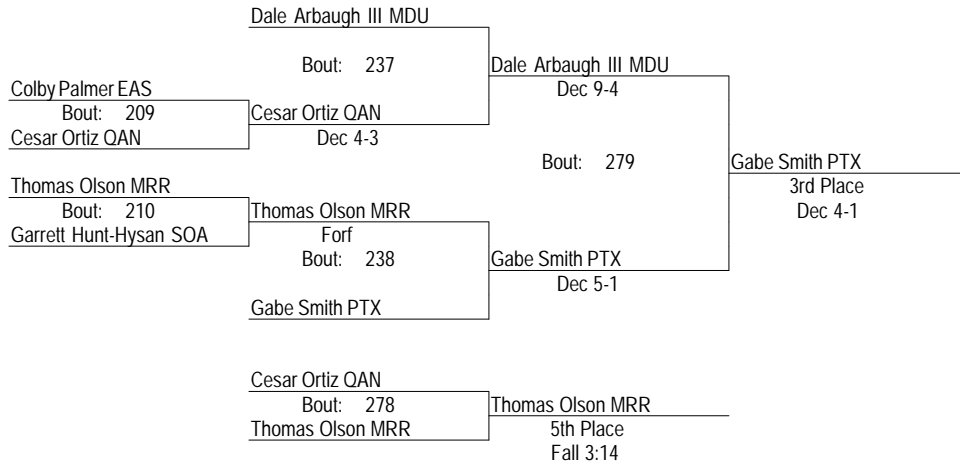 Dale Arbaugh III MDU
Bout: 237
Dale Arbaugh III MDU
Colby Palmer EAS
Dec 9-4
Bout: 209
Cesar Ortiz QAN
Cesar Ortiz QAN
Dec 4-3
Bout: 279
Gabe Smith PTX
Thomas Olson MRR
3rd Place
Bout: 210
Thomas Olson MRR
Dec 4-1
Garrett Hunt-Hysan SOA
Forf
Bout: 238
Gabe Smith PTX
Dec 5-1
Gabe Smith PTX
Cesar Ortiz QAN
Bout: 278
Thomas Olson MRR
Thomas Olson MRR
5th Place
Fall 3:14